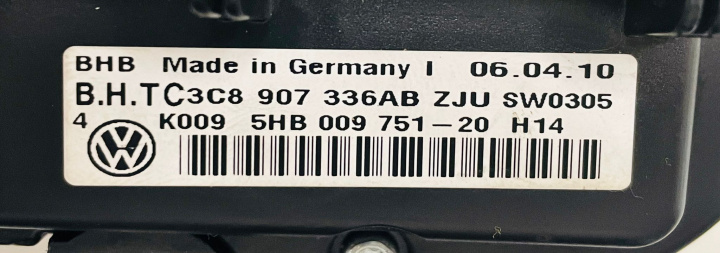 BHB Made in Germany I 06.04.10
B.H.TC3C8 907 336AB ZJU SW0305
4 K009 5HB 009 751-20 H14
VW